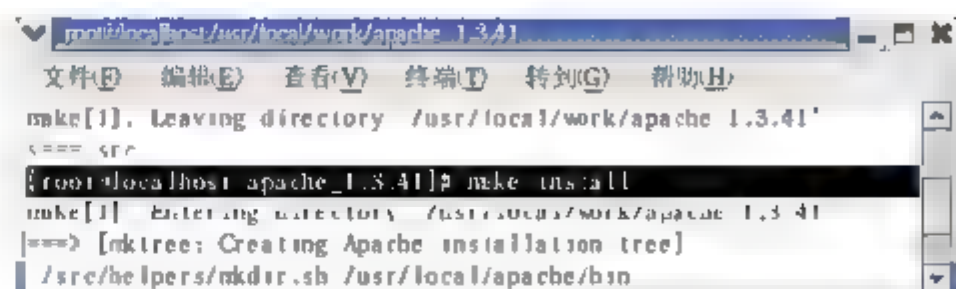 root@localhost:/usr/local/work/apache_1.3.41
文件(F) 编辑(E) 查看(V) 终端(T) 转到(G) 帮助(H)
make[1]: Leaving directory `/usr/local/work/apache_1.3.41'
<=== src
[root@localhost apache_1.3.41]# make install
make[1]: Entering directory `/usr/local/work/apache_1.3.41'
===> [mktree: Creating Apache installation tree]
./src/helpers/mkdir.sh /usr/local/apache/bin